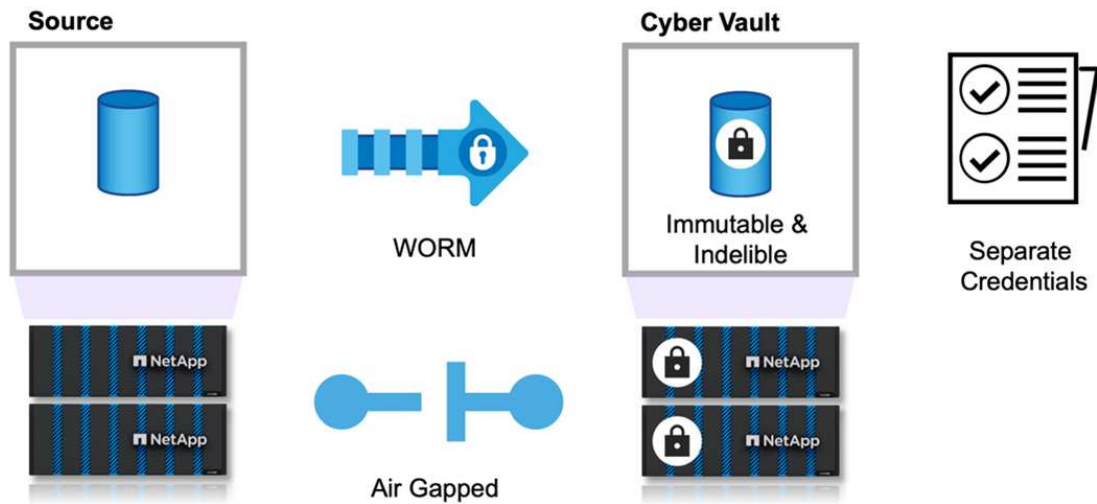 Source
Cyber Vault
WORM
Immutable &
Indelible
Separate
Credentials
NetApp
NetApp
NetApp
NetApp
Air Gapped